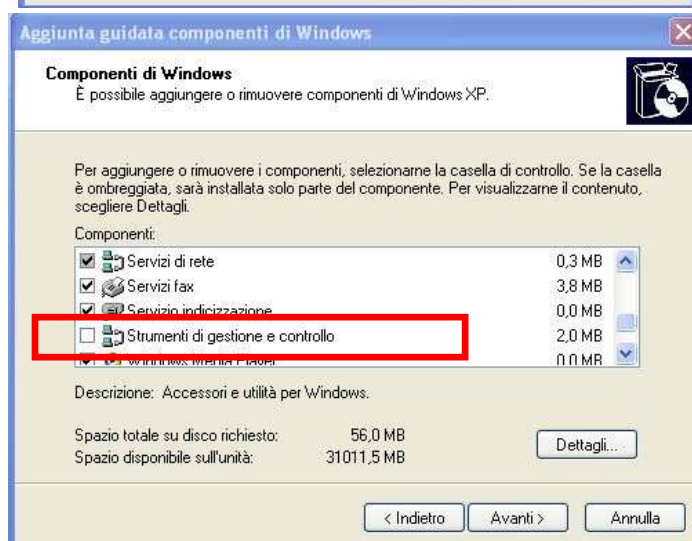 Aggiunta guidata componenti di Windows
Componenti di Windows
È possibile aggiungere o rimuovere componenti di Windows XP.
Per aggiungere o rimuovere i componenti, selezionarne la casella di controllo. Se la casella
è ombreggiata, sarà installata solo parte del componente. Per visualizzarne il contenuto,
scegliere Dettagli.
Componenti:
Servizi di rete 0,3 MB
Servizi fax 3,8 MB
Servizio indicizzazione 0,0 MB
Strumenti di gestione e controllo 2,0 MB
Windows Media Player 0,0 MB
Descrizione: Accessori e utilità per Windows.
Spazio totale su disco richiesto: 56,0 MB
Spazio disponibile sull'unità: 31011,5 MB
Dettagli...
< Indietro Avanti > Annulla